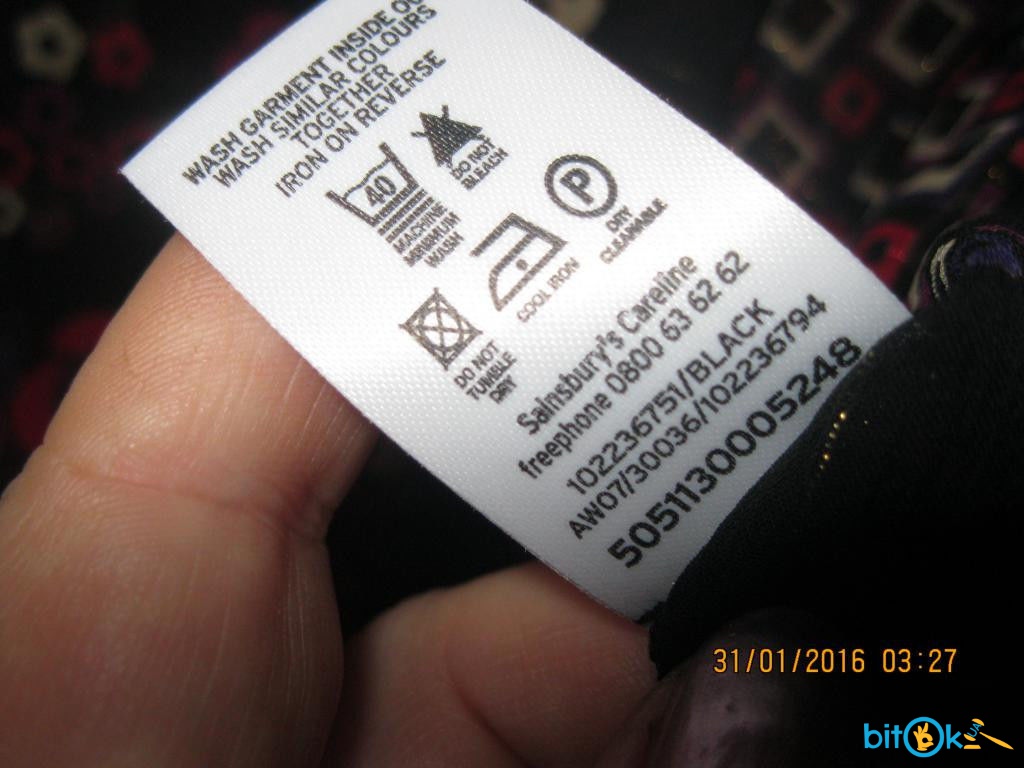 WASH GARMENT INSIDE OU
WASH SIMILAR COLOURS
TOGETHER
IRON ON REVERSE
40
MACHINE
MAXIMUM
WASH
DO NOT
BLEACH
P
DRY
CLEANABLE
COOL IRON
DO NOT
TUMBLE
DRY
Sainsbury's Careline
freephone 0800 63 62 62
102236751/BLACK
AW07/30036/102236794
5051130005248
31/01/2016 03:27
bitOk
UA